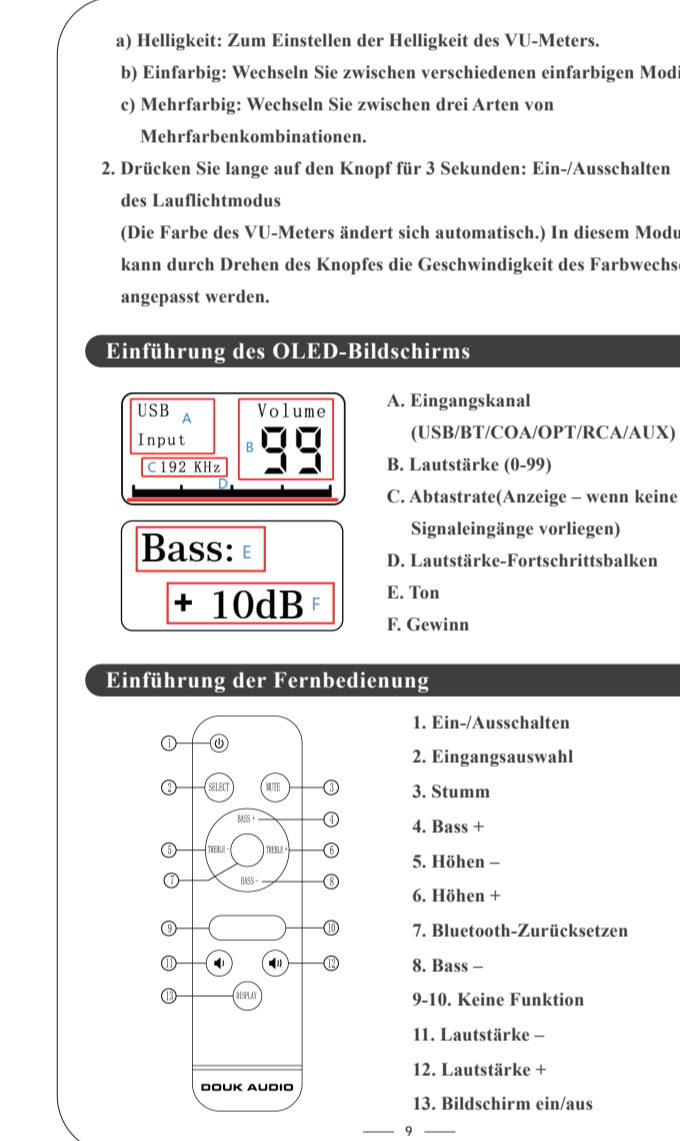 a) Helligkeit: Zum Einstellen der Helligkeit des VU-Meters.
b) Einfarbig: Wechseln Sie zwischen verschiedenen einfarbigen Modi
c) Mehrfarbig: Wechseln Sie zwischen drei Arten von
Mehrfarbenkombinationen.
2. Drücken Sie lange auf den Knopf für 3 Sekunden: Ein-/Ausschalten
des Lauflichtmodus
(Die Farbe des VU-Meters ändert sich automatisch.) In diesem Modu
kann durch Drehen des Knopfes die Geschwindigkeit des Farbwechs
angepasst werden.
Einführung des OLED-Bildschirms
USB A
Input
C 192 KHz
Volume
B 99
D
Bass: E
+ 10dB F
A. Eingangskanal
(USB/BT/COA/OPT/RCA/AUX)
B. Lautstärke (0-99)
C. Abtastrate(Anzeige – wenn keine
Signaleingänge vorliegen)
D. Lautstärke-Fortschrittsbalken
E. Ton
F. Gewinn
Einführung der Fernbedienung
1
2 SELECT MUTE 3
BASS + 4
5 TREBLE - TREBLE + 6
7 BASS - 8
9 10
11 12
13 DISPLAY
DOUK AUDIO
1. Ein-/Ausschalten
2. Eingangsauswahl
3. Stumm
4. Bass +
5. Höhen –
6. Höhen +
7. Bluetooth-Zurücksetzen
8. Bass –
9-10. Keine Funktion
11. Lautstärke –
12. Lautstärke +
13. Bildschirm ein/aus
9